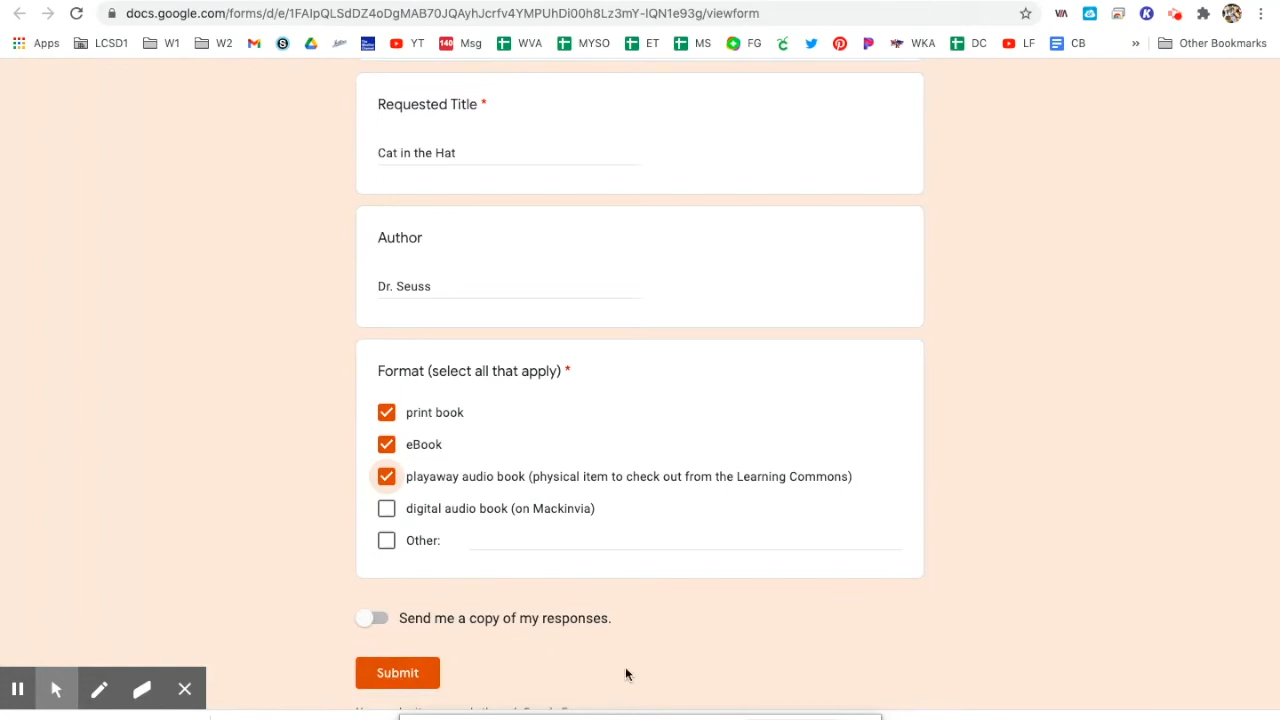 docs.google.com/forms/d/e/1FAIpQLSdDZ4oDgMAB70JQAyhJcrfv4YMPUhDi00h8Lz3mY-IQN1e93g/viewform
Apps LCSD1 W1 W2 YT 140 Msg WVA MYSO ET MS FG WKA DC LF CB » Other Bookmarks
Requested Title *
Cat in the Hat
Author
Dr. Seuss
Format (select all that apply) *
print book
eBook
playaway audio book (physical item to check out from the Learning Commons)
digital audio book (on Mackinvia)
Other:
Send me a copy of my responses.
Submit